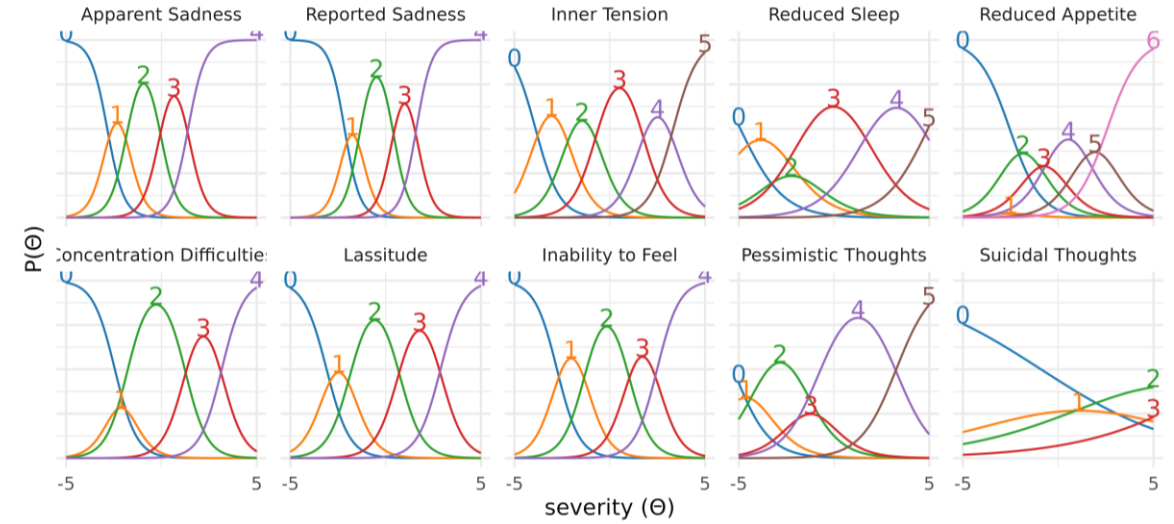 Apparent Sadness
Reported Sadness
Inner Tension
Reduced Sleep
Reduced Appetite
0 1 2 3 4
0 1 2 3 4
0 1 2 3 4 5
0 1 2 3 4 5
0 1 2 3 4 5 6
P(Θ)
Concentration Difficulties
Lassitude
Inability to Feel
Pessimistic Thoughts
Suicidal Thoughts
0 1 2 3 4
0 1 2 3 4
0 1 2 3 4
0 1 2 3 4 5
0 1 2 3
-5 5
-5 5
-5 5
-5 5
-5 5
severity (Θ)